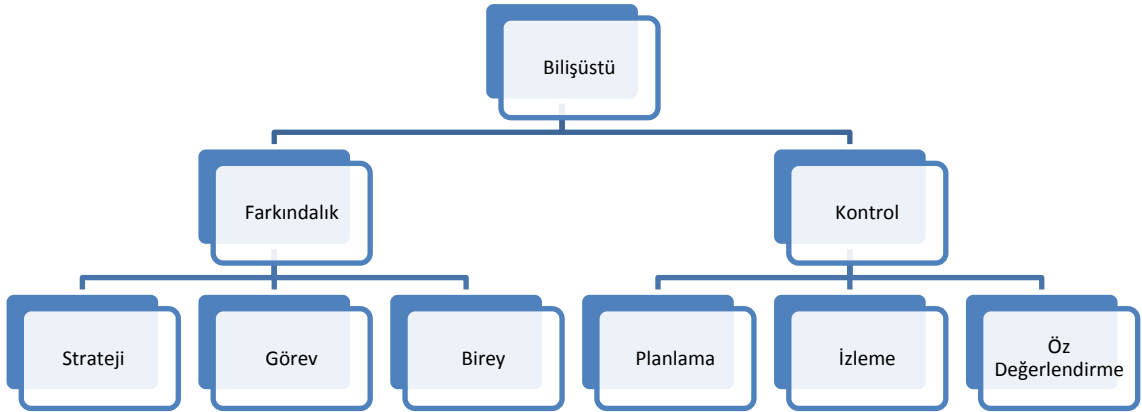 Bilişüstü
Farkındalık
Kontrol
Strateji
Görev
Birey
Planlama
İzleme
Öz
Değerlendirme